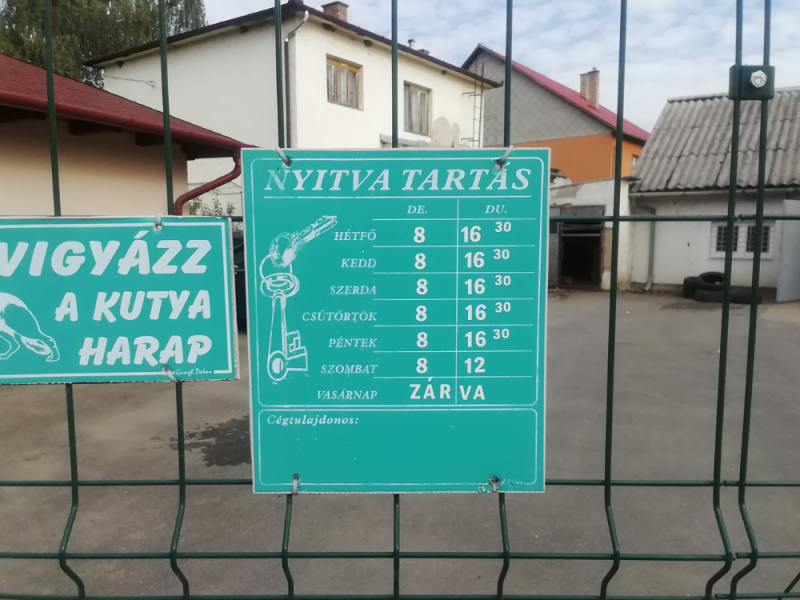 NYITVA TARTÁS
DE. DU.
HÉTFŐ 8 16 30
KEDD 8 16 30
SZERDA 8 16 30
CSÜTÖRTÖK 8 16 30
PÉNTEK 8 16 30
SZOMBAT 8 12
VASÁRNAP ZÁRVA
Cégtulajdonos:
VIGYÁZZ
A KUTYA
HARAP